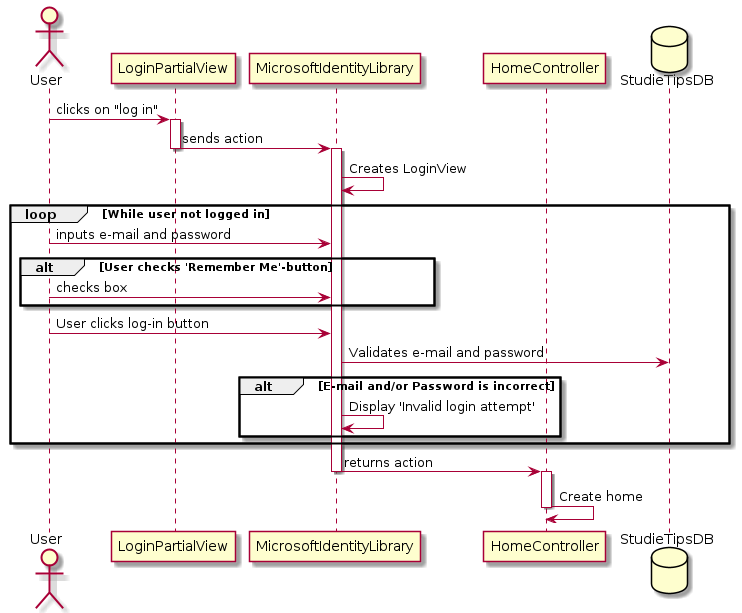 User
LoginPartialView
MicrosoftIdentityLibrary
HomeController
StudieTipsDB
clicks on "log in"
sends action
Creates LoginView
loop [While user not logged in]
inputs e-mail and password
alt [User checks 'Remember Me'-button]
checks box
User clicks log-in button
Validates e-mail and password
alt [E-mail and/or Password is incorrect]
Display 'Invalid login attempt'
returns action
Create home
User
LoginPartialView
MicrosoftIdentityLibrary
HomeController
StudieTipsDB